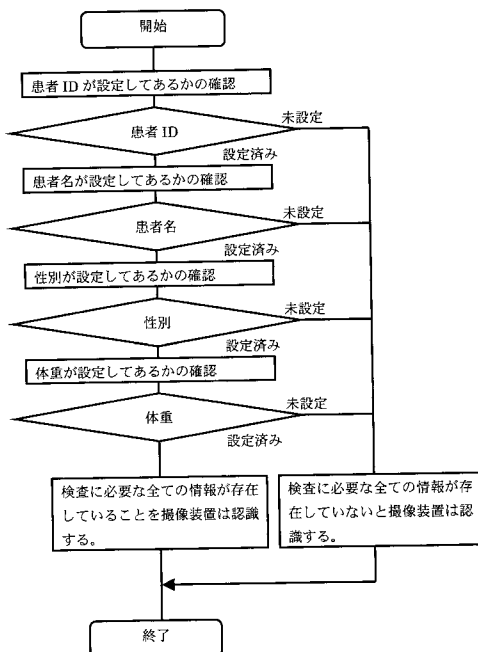 開始
患者 ID が設定してあるかの確認
患者 ID
未設定
設定済み
患者名が設定してあるかの確認
患者名
未設定
設定済み
性別が設定してあるかの確認
性別
未設定
設定済み
体重が設定してあるかの確認
体重
未設定
設定済み
検査に必要な全ての情報が存在
していることを撮像装置は認識
する。
検査に必要な全ての情報が存
在していないと撮像装置は認
識する。
終了